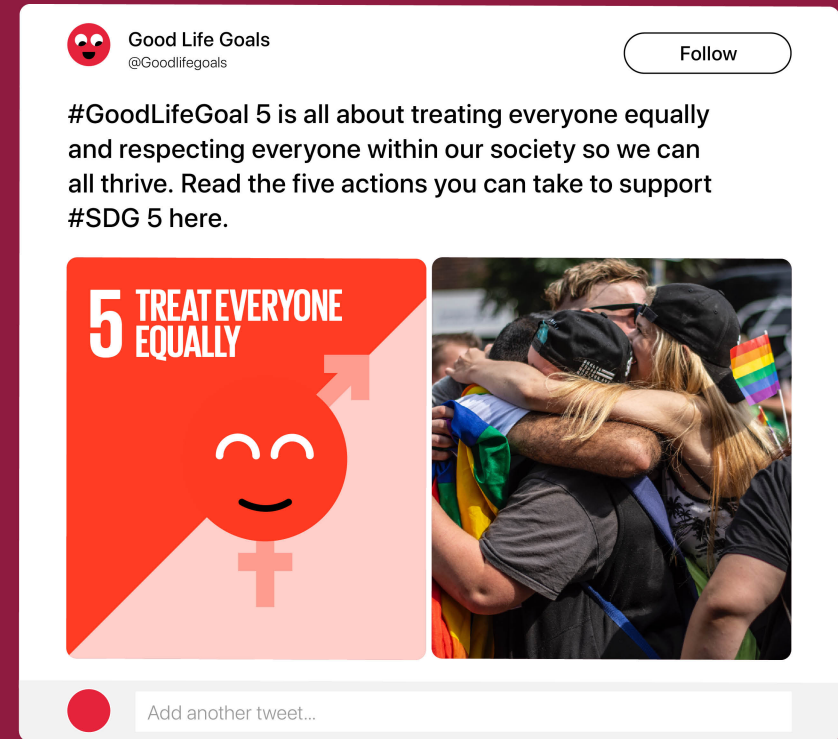 Good Life Goals
@Goodlifegoals
Follow
#GoodLifeGoal 5 is all about treating everyone equally
and respecting everyone within our society so we can
all thrive. Read the five actions you can take to support
#SDG 5 here.
5 TREAT EVERYONE
EQUALLY
Add another tweet...